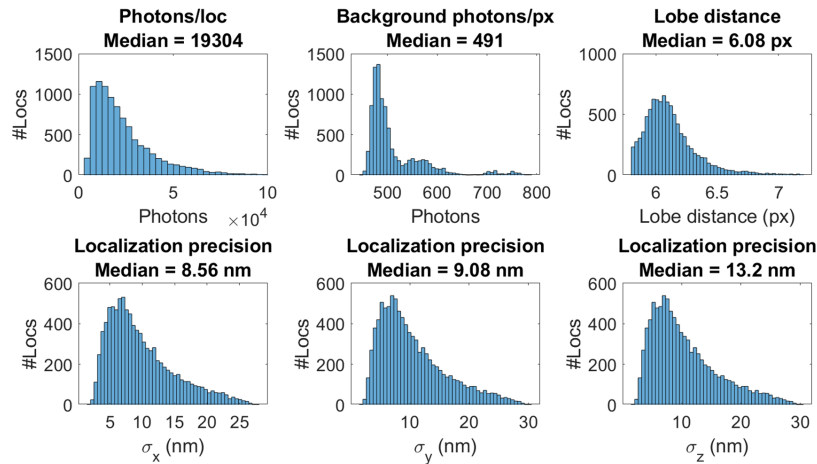 Photons/loc
Median = 19304
1500
1000
500
0
#Locs
0
5
10
Photons
×10⁴
Background photons/px
Median = 491
1500
1000
500
0
#Locs
500
600
700
800
Photons
Lobe distance
Median = 6.08 px
1000
500
0
#Locs
6
6.5
7
Lobe distance (px)
Localization precision
Median = 8.56 nm
600
400
200
0
#Locs
5
10
15
20
25
σx (nm)
Localization precision
Median = 9.08 nm
600
400
200
0
#Locs
10
20
30
σy (nm)
Localization precision
Median = 13.2 nm
600
400
200
0
#Locs
10
20
30
σz (nm)